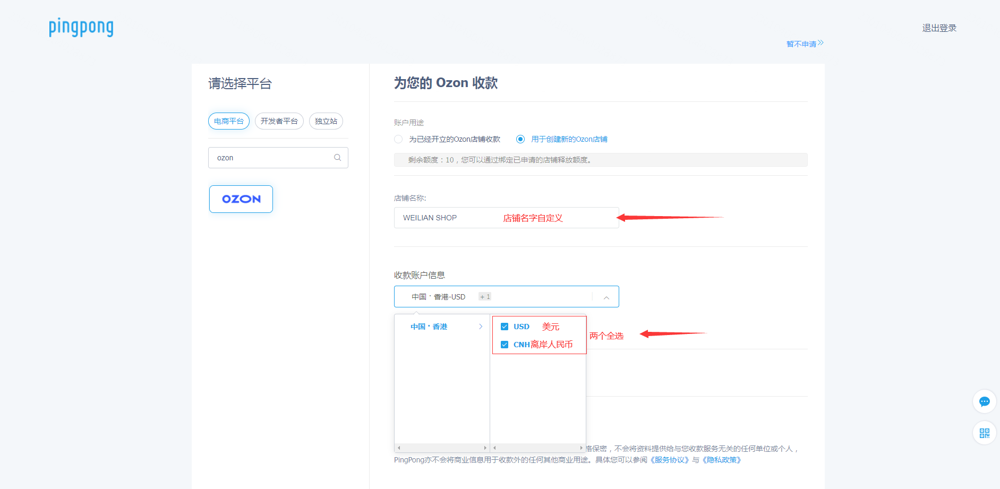 pingpong
退出登录
暂不申请
请选择平台
电商平台 开发者平台 独立站
ozon
OZON
为您的 Ozon 收款
账户用途
为已经开立的Ozon店铺收款 用于创建新的Ozon店铺
剩余额度：10，您可以通过绑定已申请的店铺释放额度。
店铺名称:
WEILIAN SHOP 店铺名字自定义
收款账户信息
中国·香港-USD + 1
中国·香港 USD 美元
CNH离岸人民币
两个全选
格保密，不会将资料提供给与您收款服务无关的任何单位或个人，
PingPong亦不会将商业信息用于收款外的任何其他商业用途。具体您可以参阅《服务协议》与《隐私政策》